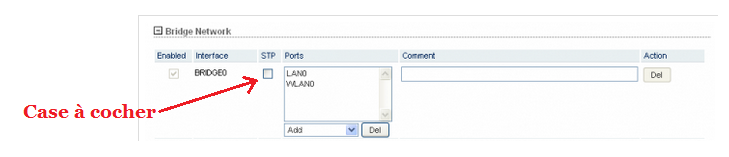 Bridge Network
Enabled Interface STP Ports Comment Action
BRIDGE0 LAN0 Del
WLAN0
Case à cocher
Add Del